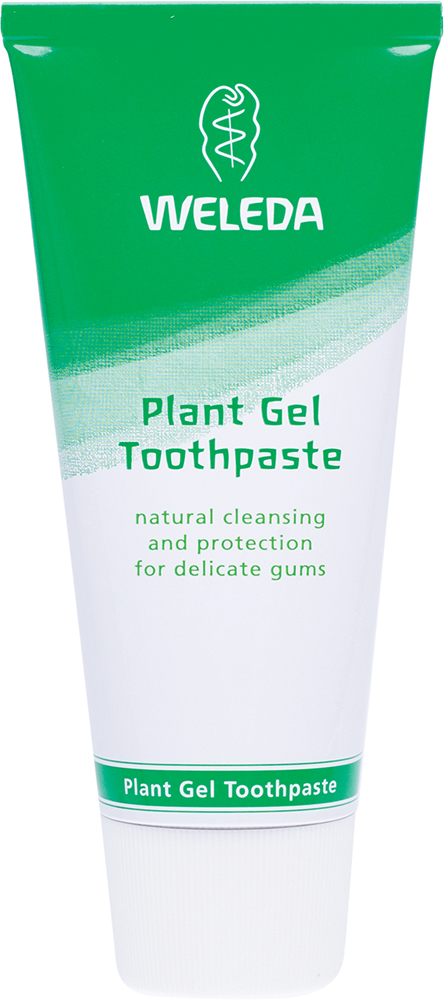 WELEDA
Plant Gel
Toothpaste
natural cleansing
and protection
for delicate gums
Plant Gel Toothpaste